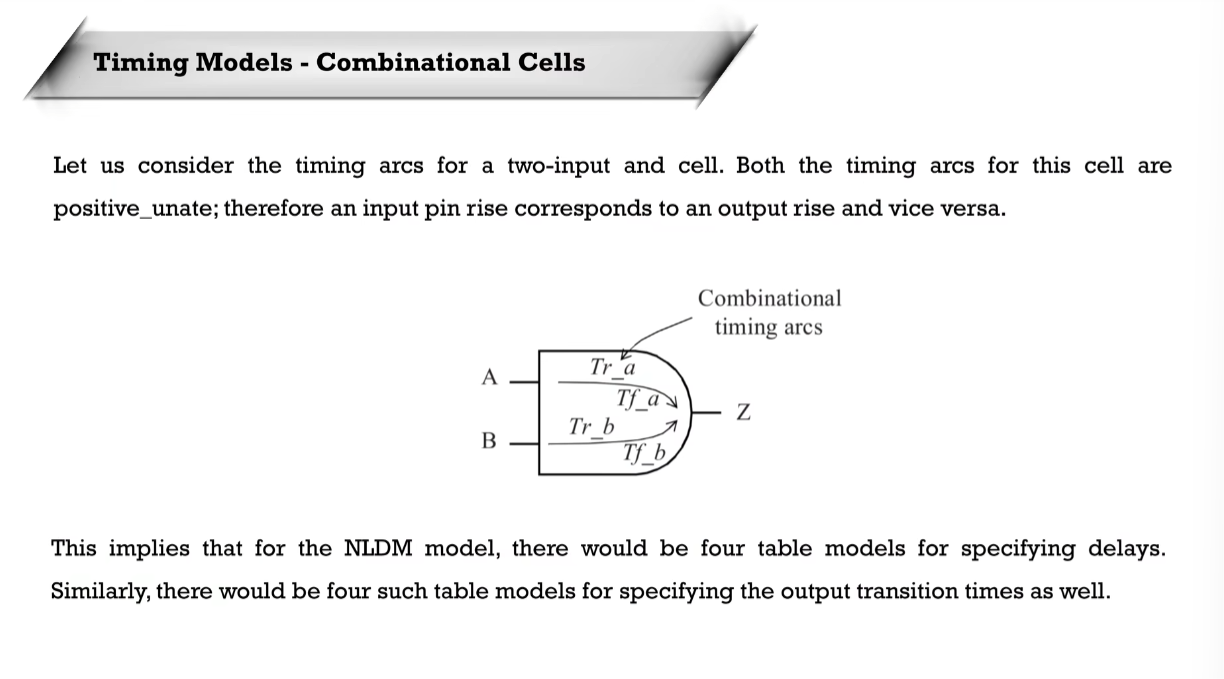 Timing Models - Combinational Cells
Let us consider the timing arcs for a two-input and cell. Both the timing arcs for this cell are
positive_unate; therefore an input pin rise corresponds to an output rise and vice versa.
Combinational
timing arcs
Tr_a
A
Tf_a
Z
Tr_b
B
Tf_b
This implies that for the NLDM model, there would be four table models for specifying delays.
Similarly, there would be four such table models for specifying the output transition times as well.